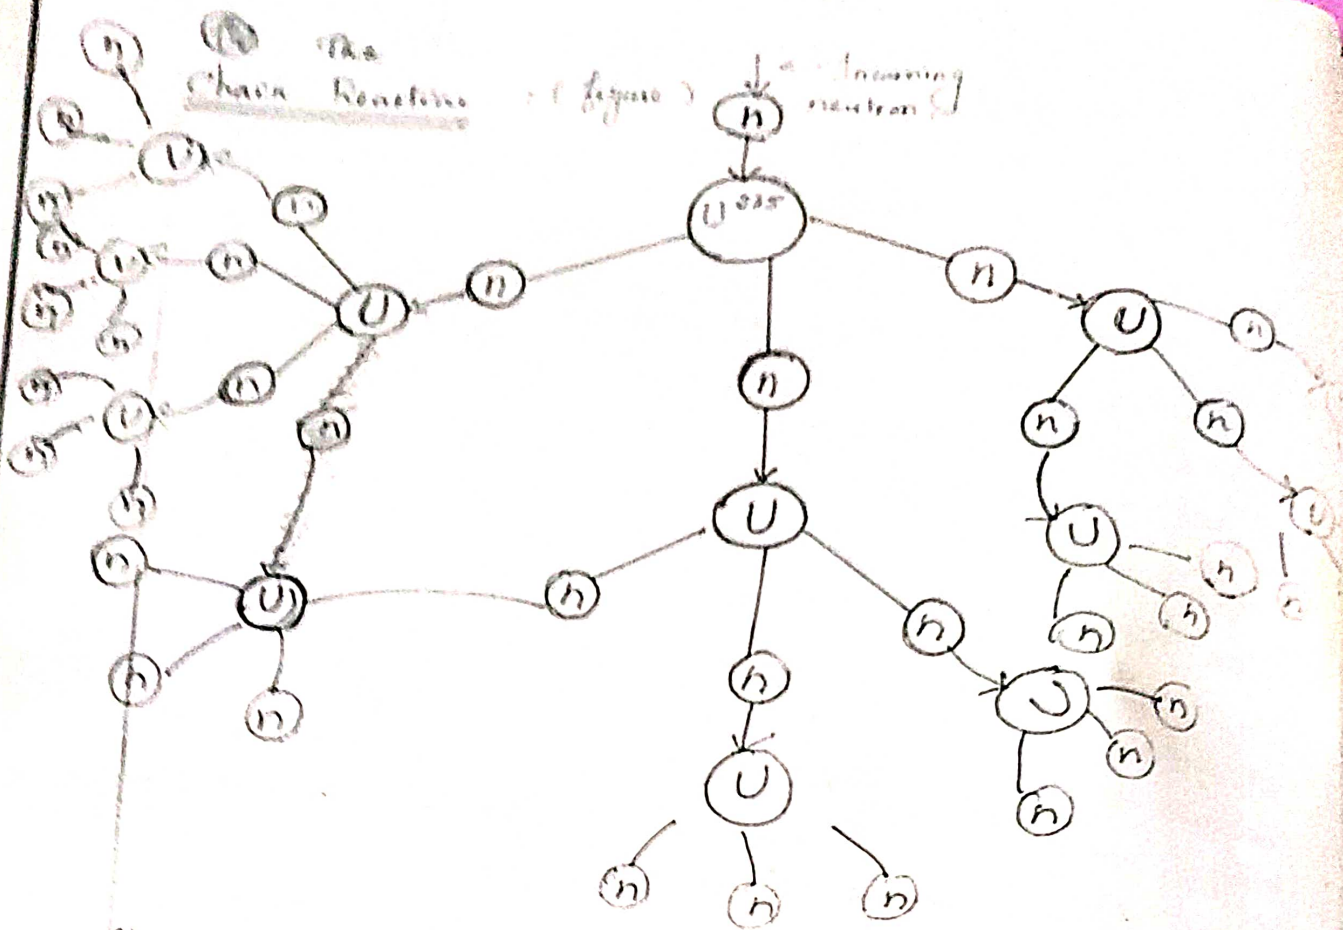 The
Chain Reaction :- ( figure )
Incoming
neutron
n
U²³⁵
n n n
U U U
n n n n n n n n n n
U U U U U U U U
n n n n n n n n n n n n n n n n n n n n n n